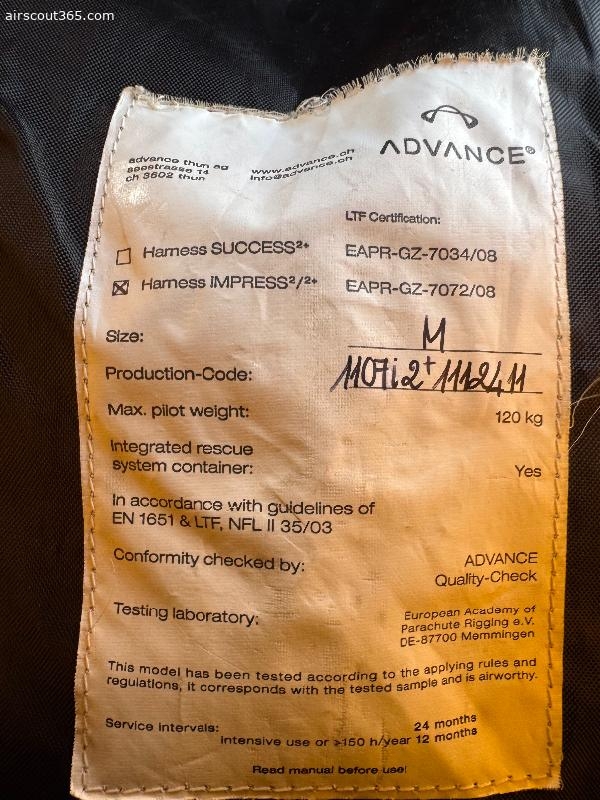 airscout365.com
ADVANCE®
advance thun ag www.advance.ch
seestrasse 14 info@advance.ch
ch 3602 thun
LTF Certification:
☐ Harness SUCCESS²⁺ EAPR-GZ-7034/08
☒ Harness IMPRESS²/²⁺ EAPR-GZ-7072/08
Size: M
Production-Code: 1107i2+1112411
Max. pilot weight: 120 kg
Integrated rescue
system container: Yes
In accordance with guidelines of
EN 1651 & LTF, NFL II 35/03
Conformity checked by: ADVANCE
Quality-Check
Testing laboratory: European Academy of
Parachute Rigging e.V.
DE-87700 Memmingen
This model has been tested according to the applying rules and
regulations, it corresponds with the tested sample and is airworthy.
Service intervals: 24 months
Intensive use or >150 h/year 12 months
Read manual before use!